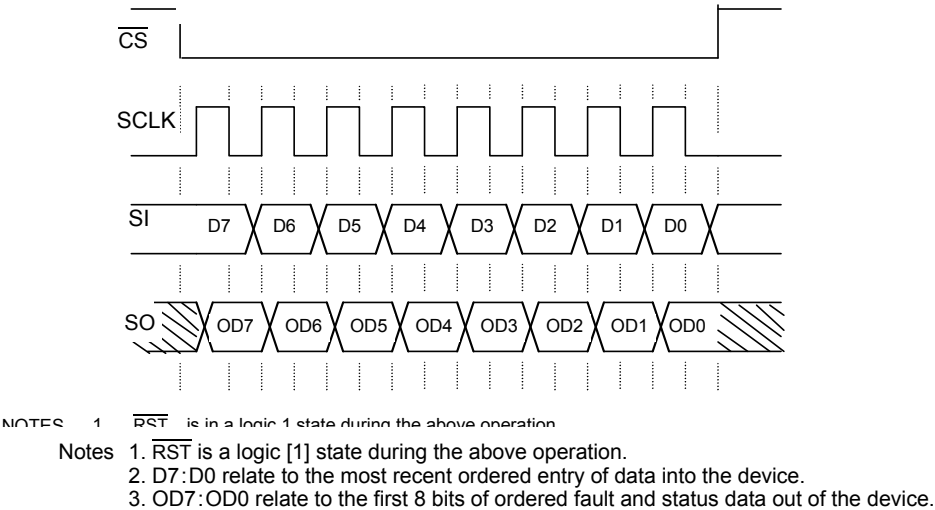 CS
SCLK
SI D7 D6 D5 D4 D3 D2 D1 D0
SO OD7 OD6 OD5 OD4 OD3 OD2 OD1 OD0
NOTES 1. RST is in a logic 1 state during the above operation
Notes 1. RST is a logic [1] state during the above operation.
2. D7:D0 relate to the most recent ordered entry of data into the device.
3. OD7:OD0 relate to the first 8 bits of ordered fault and status data out of the device.